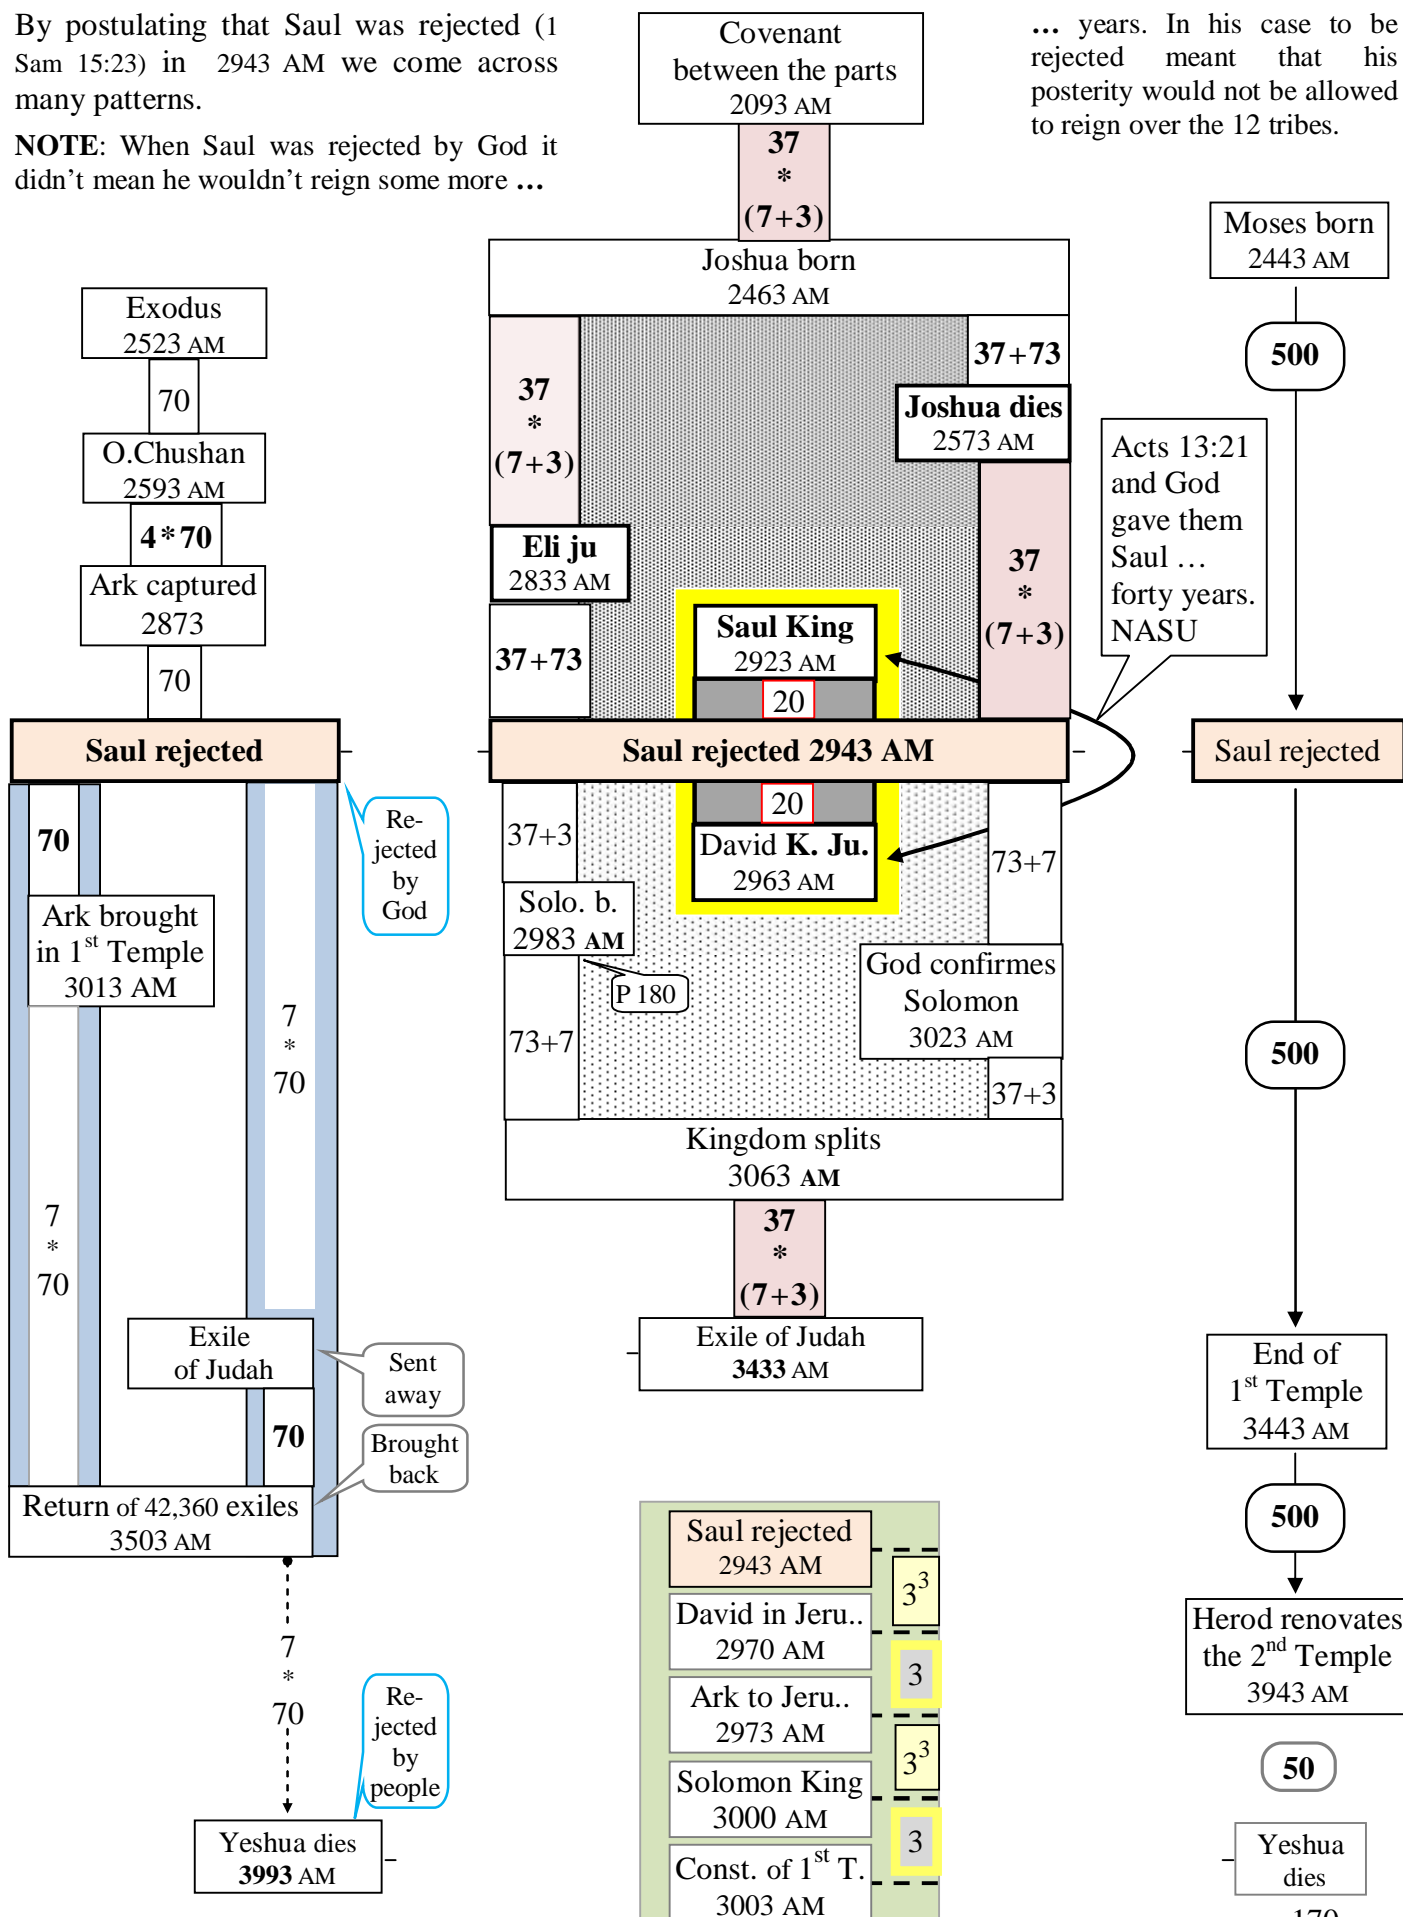 By postulating that Saul was rejected (1
Sam 15:23) in 2943 AM we come across
many patterns.
NOTE: When Saul was rejected by God it
didn’t mean he wouldn’t reign some more ...
... years. In his case to be
rejected meant that his
posterity would not be allowed
to reign over the 12 tribes.
Exodus
2523 AM
70
O.Chushan
2593 AM
4*70
Ark captured
2873
70
Saul rejected
Re-
jected
by
God
70
Ark brought
in 1st Temple
3013 AM
7
*
70
7
*
70
Exile
of Judah
Sent
away
70
Brought
back
Return of 42,360 exiles
3503 AM
7
*
70
Re-
jected
by
people
Yeshua dies
3993 AM
Covenant
between the parts
2093 AM
37
*
(7+3)
Joshua born
2463 AM
37
*
(7+3)
37+73
Joshua dies
2573 AM
Eli ju
2833 AM
37
*
(7+3)
37+73
Saul King
2923 AM
20
Saul rejected 2943 AM
20
David K. Ju.
2963 AM
37+3
73+7
Solo. b.
2983 AM
P 180
God confirmes
Solomon
3023 AM
73+7
37+3
Kingdom splits
3063 AM
37
*
(7+3)
Exile of Judah
3433 AM
Saul rejected
2943 AM
3³
David in Jeru..
2970 AM
3
Ark to Jeru..
2973 AM
3³
Solomon King
3000 AM
3
Const. of 1st T.
3003 AM
Acts 13:21
and God
gave them
Saul ...
forty years.
NASU
Moses born
2443 AM
500
Saul rejected
500
End of
1st Temple
3443 AM
500
Herod renovates
the 2nd Temple
3943 AM
50
Yeshua
dies
170